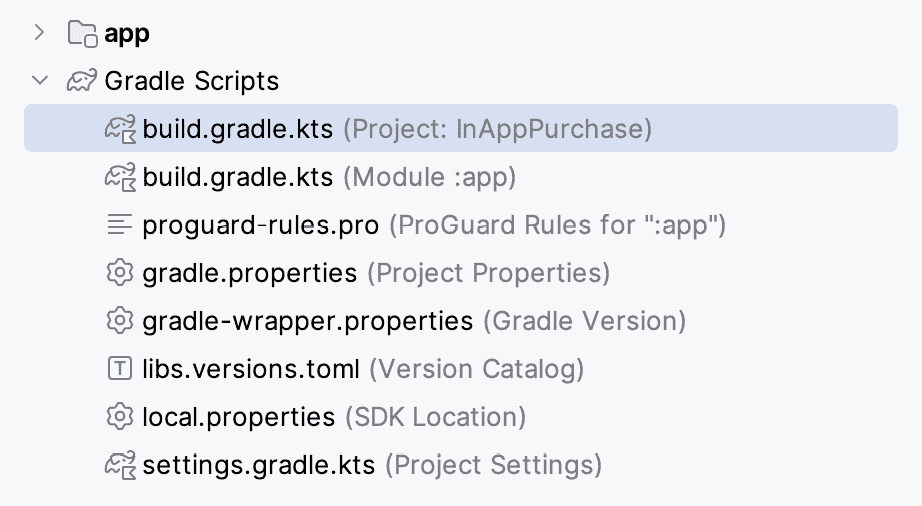 app
Gradle Scripts
build.gradle.kts (Project: InAppPurchase)
build.gradle.kts (Module :app)
proguard-rules.pro (ProGuard Rules for ":app")
gradle.properties (Project Properties)
gradle-wrapper.properties (Gradle Version)
libs.versions.toml (Version Catalog)
local.properties (SDK Location)
settings.gradle.kts (Project Settings)